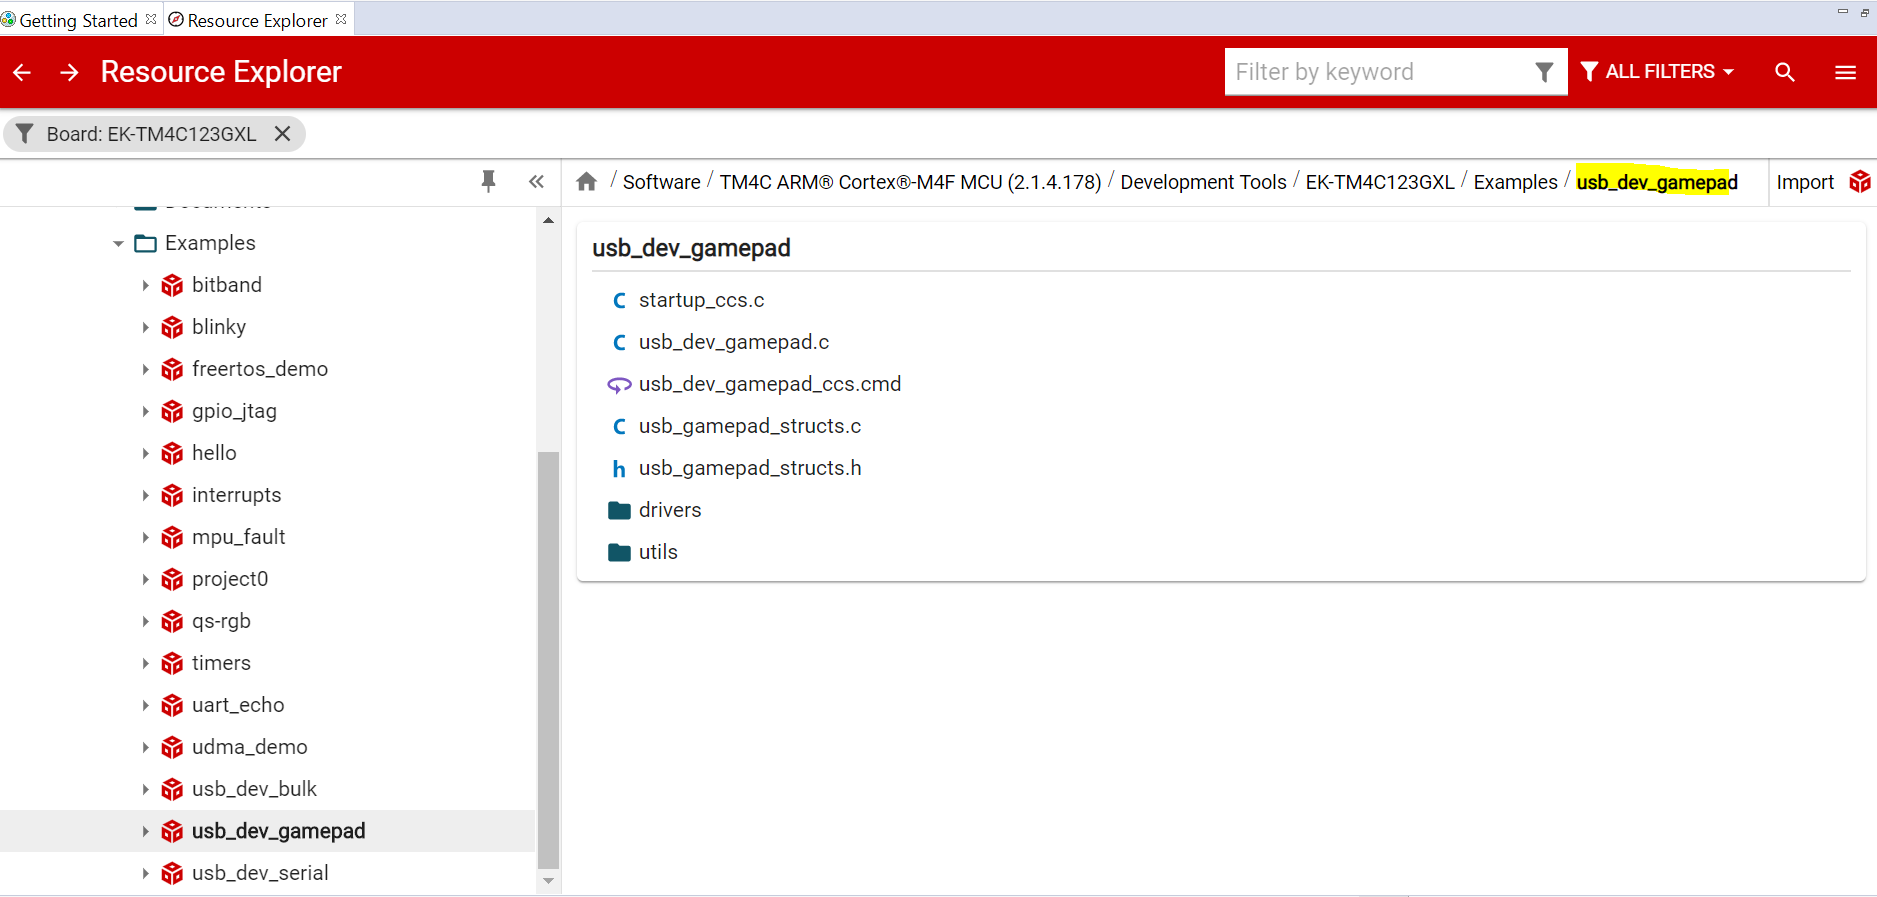 Getting Started
Resource Explorer
Resource Explorer
Filter by keyword
ALL FILTERS
Board: EK-TM4C123GXL
/ Software / TM4C ARM® Cortex®-M4F MCU (2.1.4.178) / Development Tools / EK-TM4C123GXL / Examples / usb_dev_gamepad
Import
Documents
Examples
bitband
blinky
freertos_demo
gpio_jtag
hello
interrupts
mpu_fault
project0
qs-rgb
timers
uart_echo
udma_demo
usb_dev_bulk
usb_dev_gamepad
usb_dev_serial
usb_dev_gamepad
C startup_ccs.c
C usb_dev_gamepad.c
usb_dev_gamepad_ccs.cmd
C usb_gamepad_structs.c
h usb_gamepad_structs.h
drivers
utils